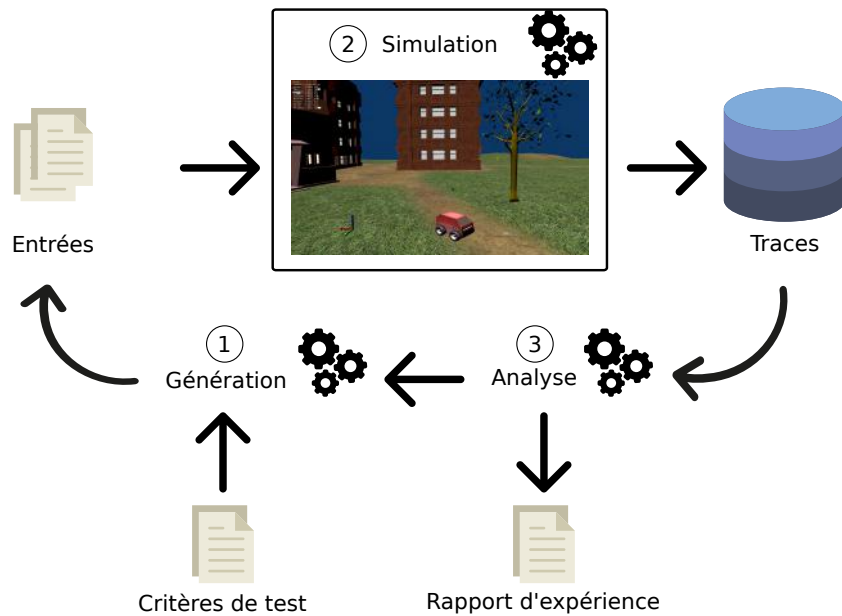 2 Simulation
Entrées
Traces
1
Génération
3
Analyse
Critères de test
Rapport d'expérience